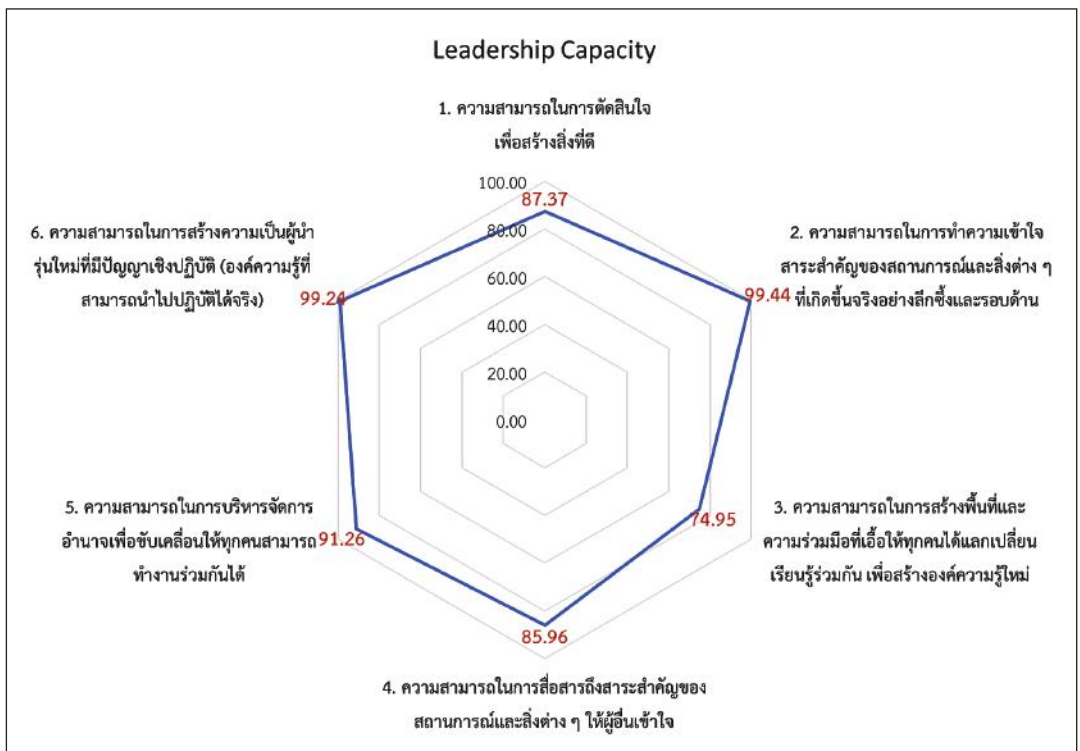 Leadership Capacity
1. ความสามารถในการตัดสินใจ
เพื่อสร้างสิ่งที่ดี
100.00
87.37
80.00
60.00
40.00
20.00
0.00
2. ความสามารถในการทำความเข้าใจ
สาระสำคัญของสถานการณ์และสิ่งต่าง ๆ
ที่เกิดขึ้นจริงอย่างลึกซึ้งและรอบด้าน
99.44
3. ความสามารถในการสร้างพื้นที่และ
ความร่วมมือที่เอื้อให้ทุกคนได้แลกเปลี่ยน
เรียนรู้ร่วมกัน เพื่อสร้างองค์ความรู้ใหม่
74.95
85.96
4. ความสามารถในการสื่อสารถึงสาระสำคัญของ
สถานการณ์และสิ่งต่าง ๆ ให้ผู้อื่นเข้าใจ
5. ความสามารถในการบริหารจัดการ
อำนาจเพื่อขับเคลื่อนให้ทุกคนสามารถ
ทำงานร่วมกันได้
91.26
6. ความสามารถในการสร้างความเป็นผู้นำ
รุ่นใหม่ที่มีปัญญาเชิงปฏิบัติ (องค์ความรู้ที่
สามารถนำไปปฏิบัติได้จริง)
99.24